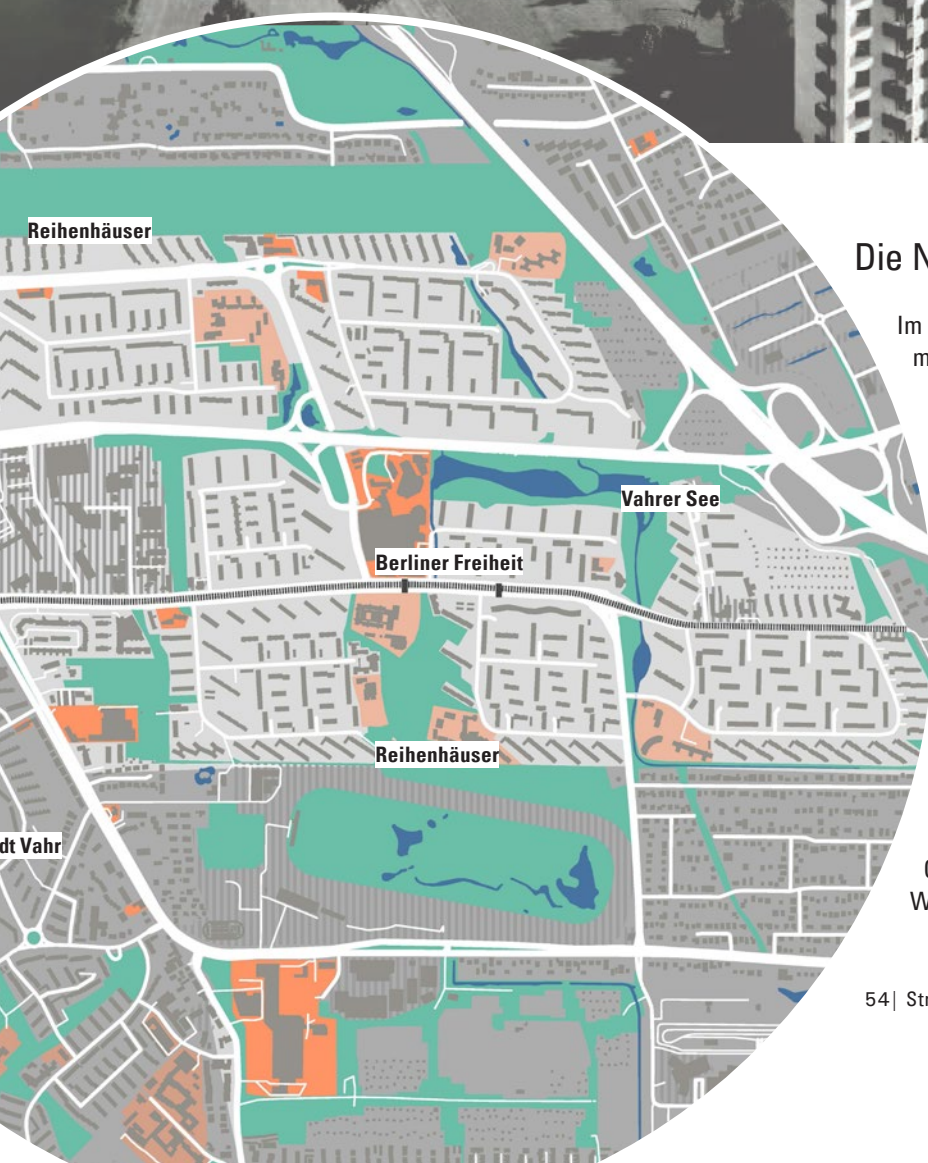 Reihenhäuser
Die N
Im
m
Vahrer See
Berliner Freiheit
Reihenhäuser
dt Vahr
W
54| Str